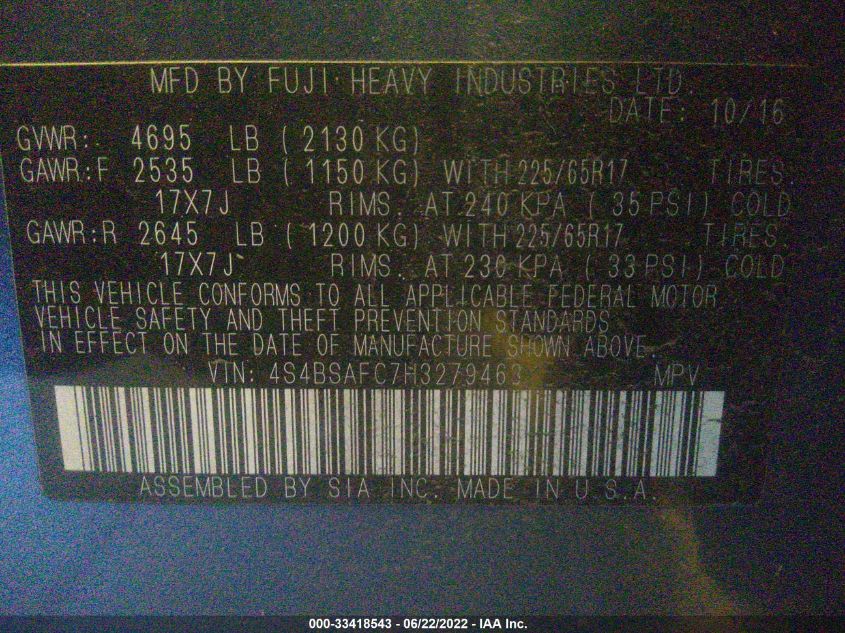 MFD BY FUJI HEAVY INDUSTRIES LTD.
DATE: 10/16
GVWR: 4695 LB ( 2130 KG)
GAWR:F 2535 LB ( 1150 KG) WITH 225/65R17 TIRES.
17X7J RIMS. AT 240 KPA ( 35 PSI) COLD
GAWR:R 2645 LB ( 1200 KG) WITH 225/65R17 TIRES.
17X7J RIMS. AT 230 KPA ( 33 PSI) COLD
THIS VEHICLE CONFORMS TO ALL APPLICABLE FEDERAL MOTOR
VEHICLE SAFETY AND THEFT PREVENTION STANDARDS
IN EFFECT ON THE DATE OF MANUFACTURE SHOWN ABOVE.
VIN: 4S4BSAFC7H3279463 MPV
ASSEMBLED BY SIA INC. MADE IN U.S.A.
000-33418543 - 06/22/2022 - IAA Inc.